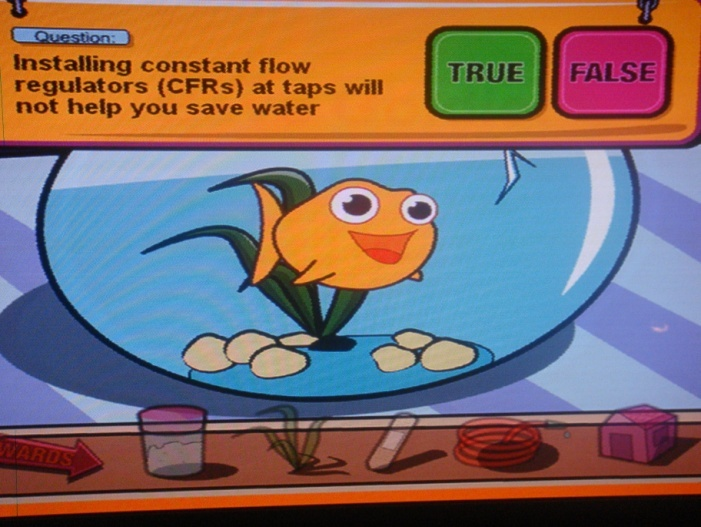 Question:
TRUE
FALSE
Installing constant flow
regulators (CFRs) at taps will
not help you save water
WARDS